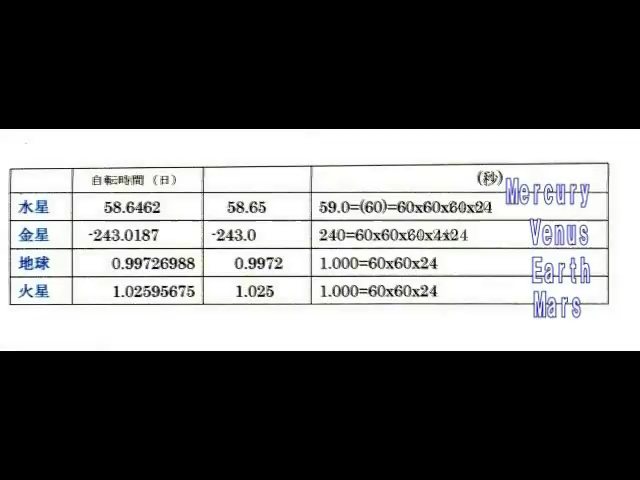 自転時間（日）
(秒)
水星 58.6462 58.65 59.0=(60)=60x60x60x24 Mercury
金星 -243.0187 -243.0 240=60x60x60x4x24 Venus
地球 0.99726988 0.9972 1.000=60x60x24 Earth
火星 1.02595675 1.025 1.000=60x60x24 Mars